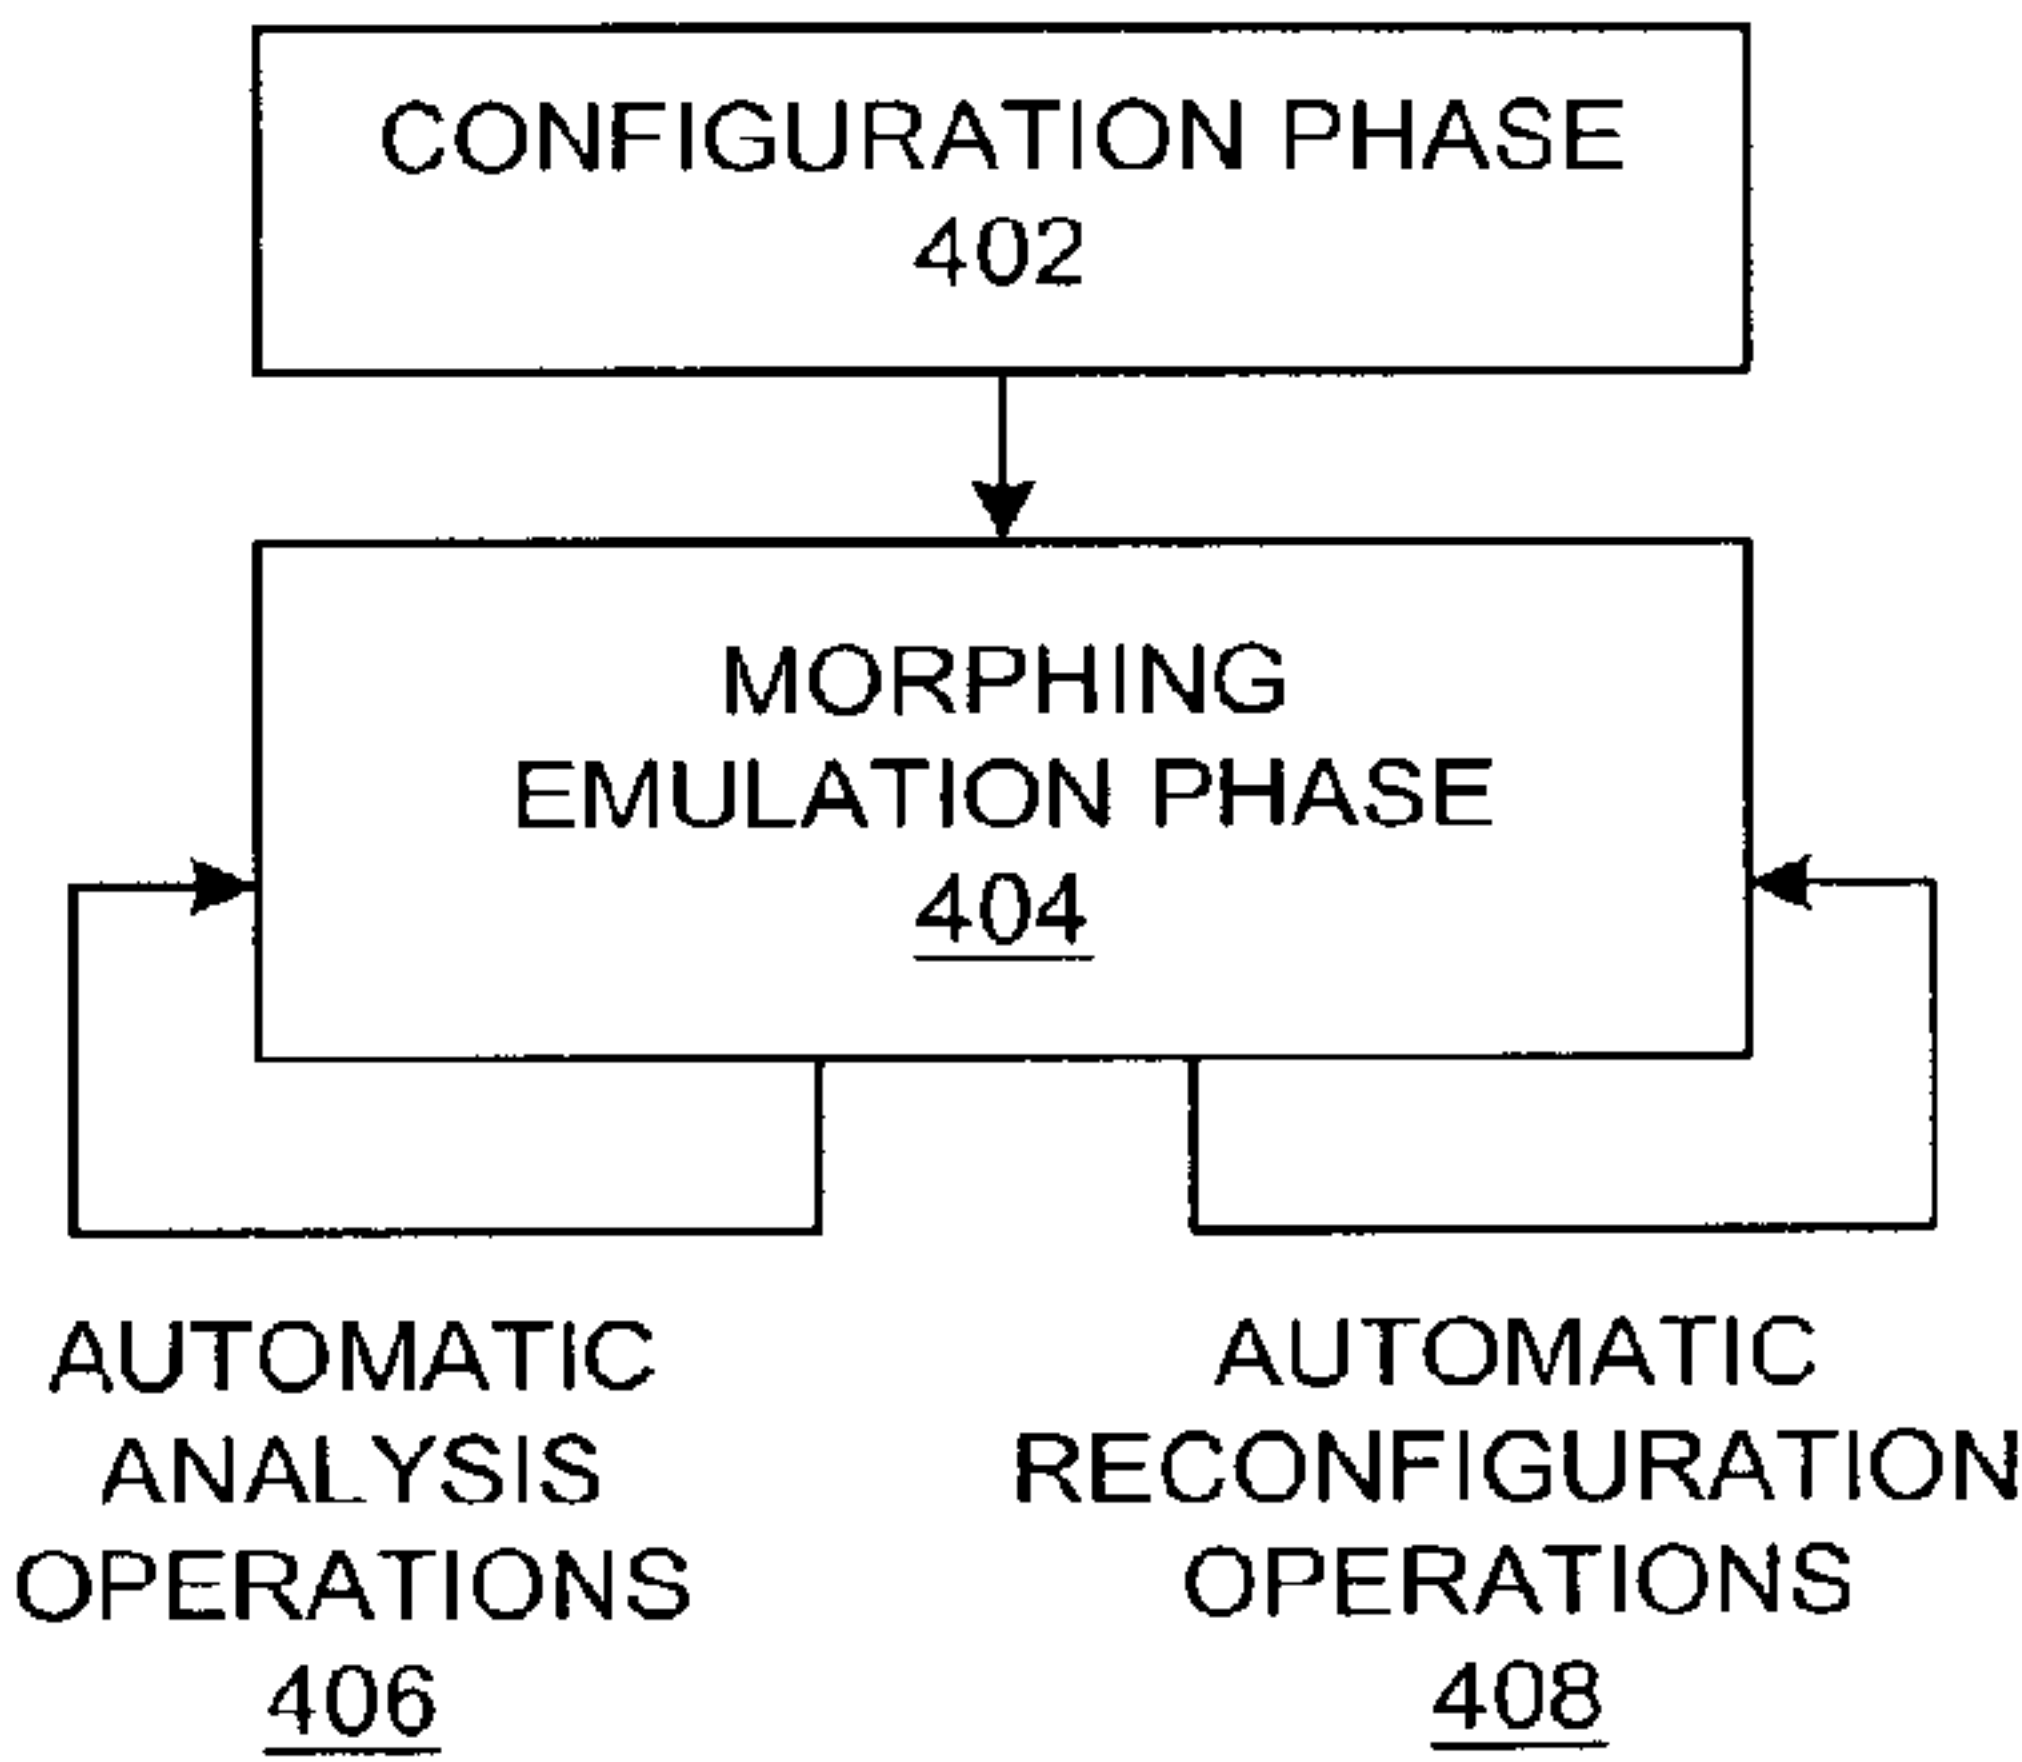 CONFIGURATION PHASE
402
MORPHING
EMULATION PHASE
404
AUTOMATIC
ANALYSIS
OPERATIONS
406
AUTOMATIC
RECONFIGURATION
OPERATIONS
408